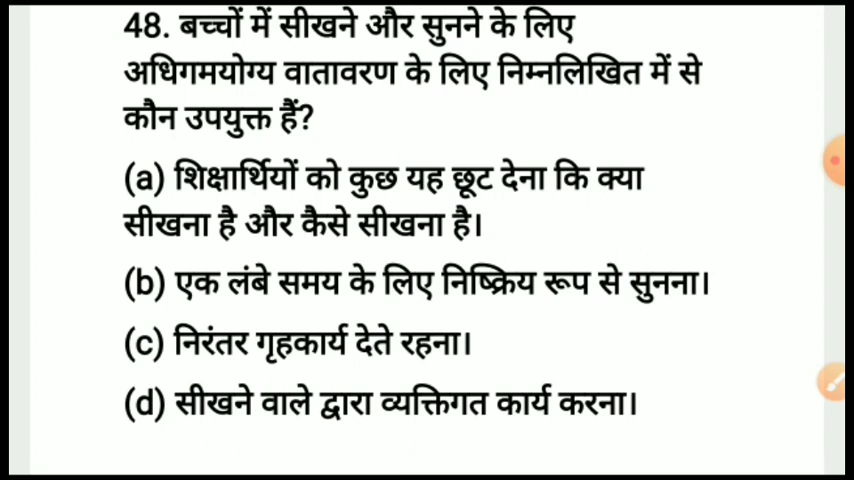 48. बच्चों में सीखने और सुनने के लिए
अधिगमयोग्य वातावरण के लिए निम्नलिखित में से
कौन उपयुक्त हैं?
(a) शिक्षार्थियों को कुछ यह छूट देना कि क्या
सीखना है और कैसे सीखना है।
(b) एक लंबे समय के लिए निष्क्रिय रूप से सुनना।
(c) निरंतर गृहकार्य देते रहना।
(d) सीखने वाले द्वारा व्यक्तिगत कार्य करना।